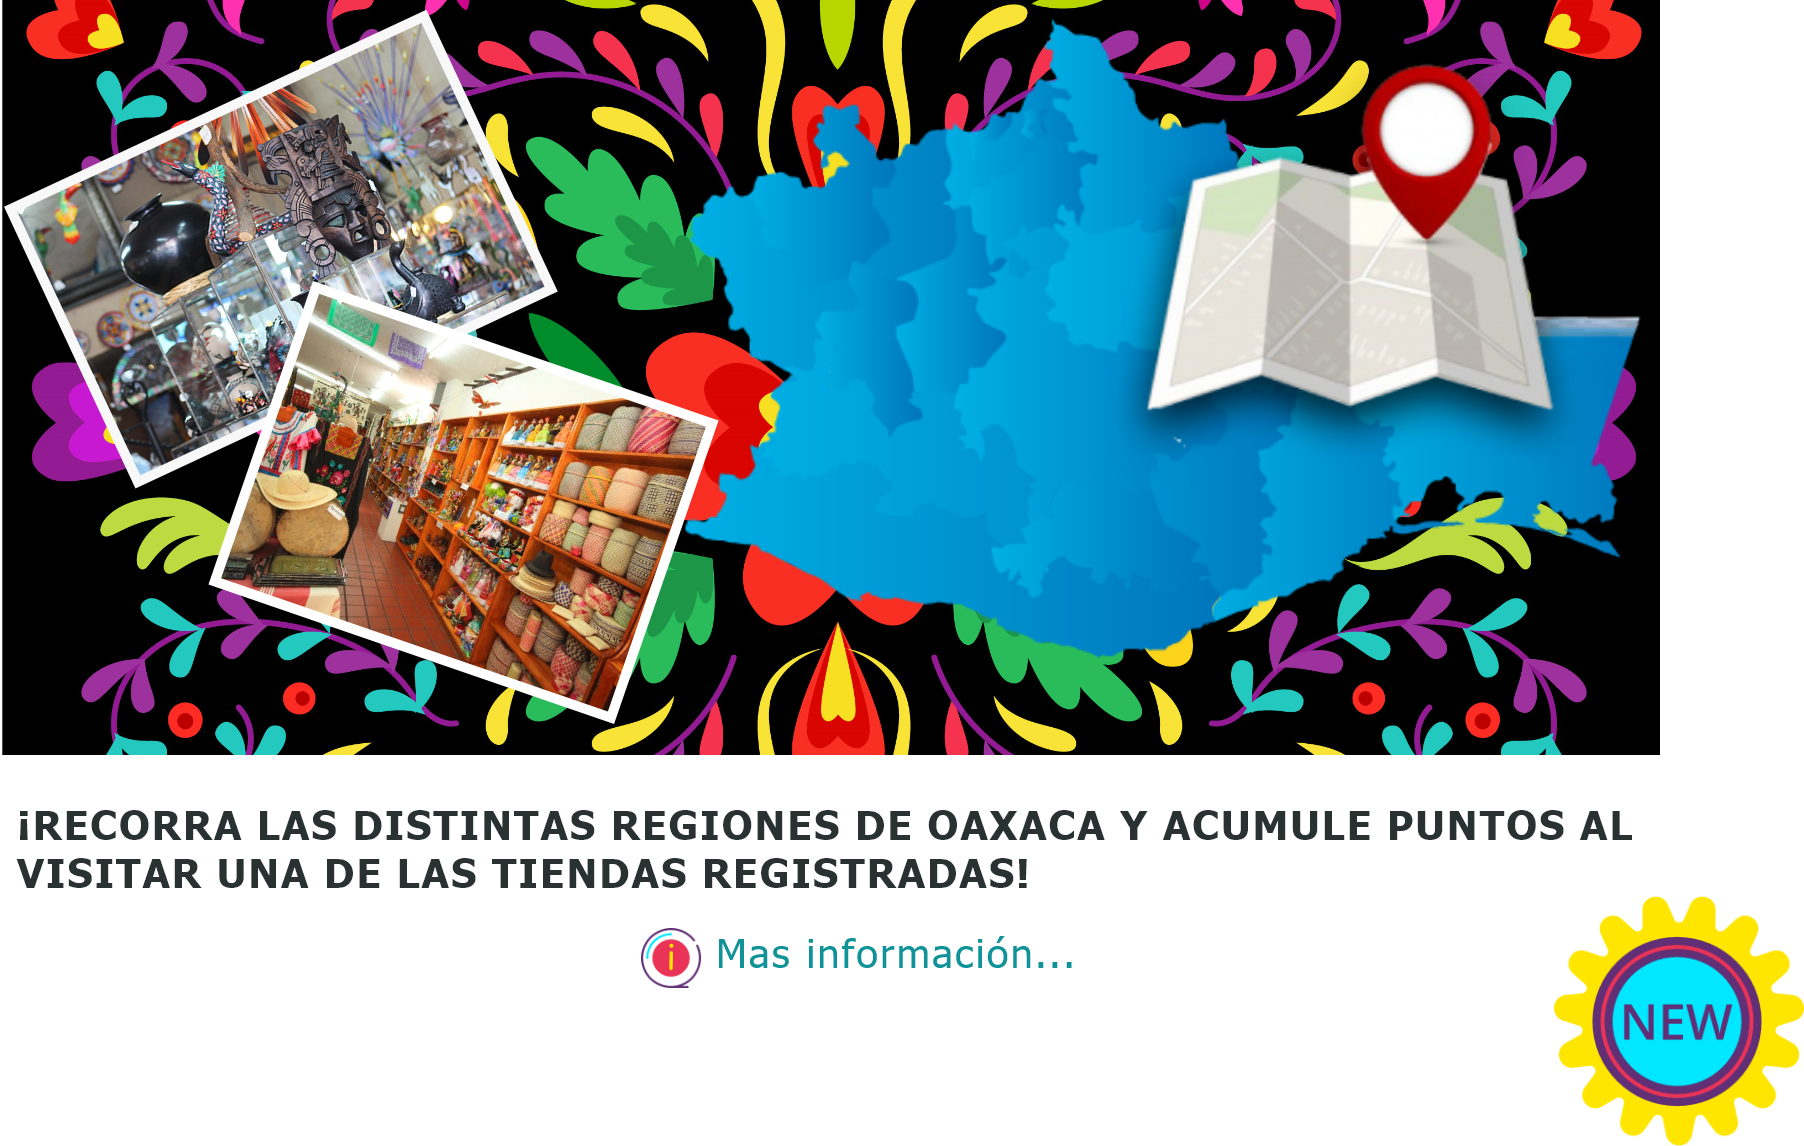 ¡RECORRA LAS DISTINTAS REGIONES DE OAXACA Y ACUMULE PUNTOS AL
VISITAR UNA DE LAS TIENDAS REGISTRADAS!
Mas información...
NEW